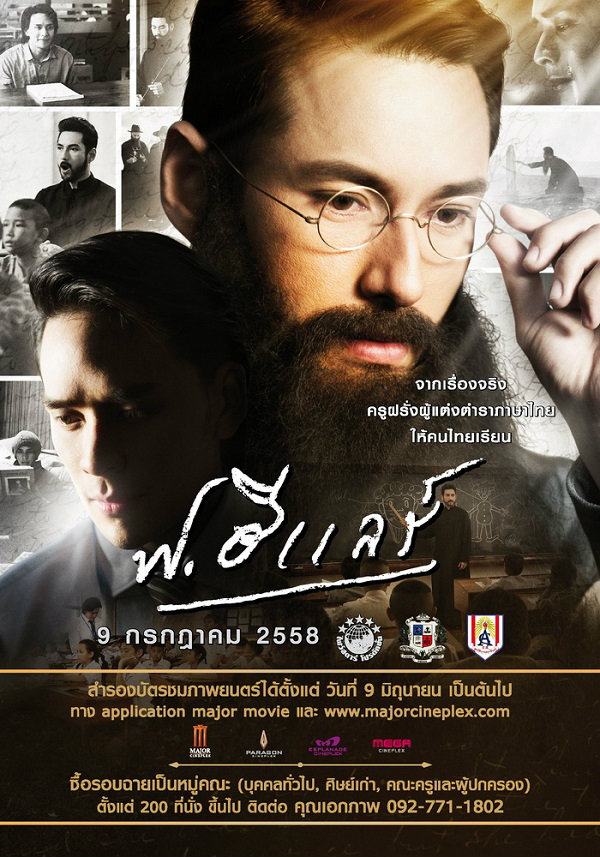 จากเรื่องจริง
ครูฝรั่งผู้แต่งตำราภาษาไทย
ให้คนไทยเรียน
ฟ.ฮีแลร์
9 กรกฎาคม 2558
สำรองบัตรชมภาพยนตร์ได้ตั้งแต่ วันที่ 9 มิถุนายน เป็นต้นไป
ทาง application major movie และ www.majorcineplex.com
MAJOR CINEPLEX
PARAGON CINEPLEX
ESPLANADE CINEPLEX
MEGA CINEPLEX
ซื้อรอบฉายเป็นหมู่คณะ (บุคคลทั่วไป, ศิษย์เก่า, คณะครูและผู้ปกครอง)
ตั้งแต่ 200 ที่นั่ง ขึ้นไป ติดต่อ คุณเอกภาพ 092-771-1802